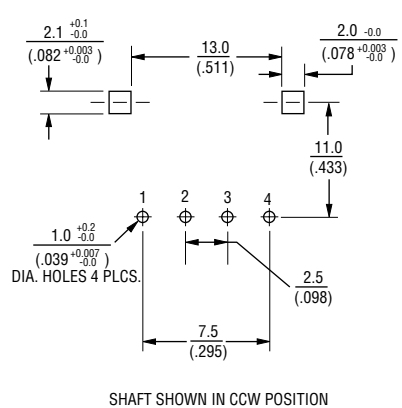 2.1 +0.1 -0.0
(.082 +0.003 -0.0 )
13.0
(.511)
2.0 -0.0
(.078 +0.003 -0.0 )
11.0
(.433)
1 2 3 4
1.0 +0.2 -0.0
(.039 +0.007 -0.0 )
DIA. HOLES 4 PLCS.
2.5
(.098)
7.5
(.295)
SHAFT SHOWN IN CCW POSITION